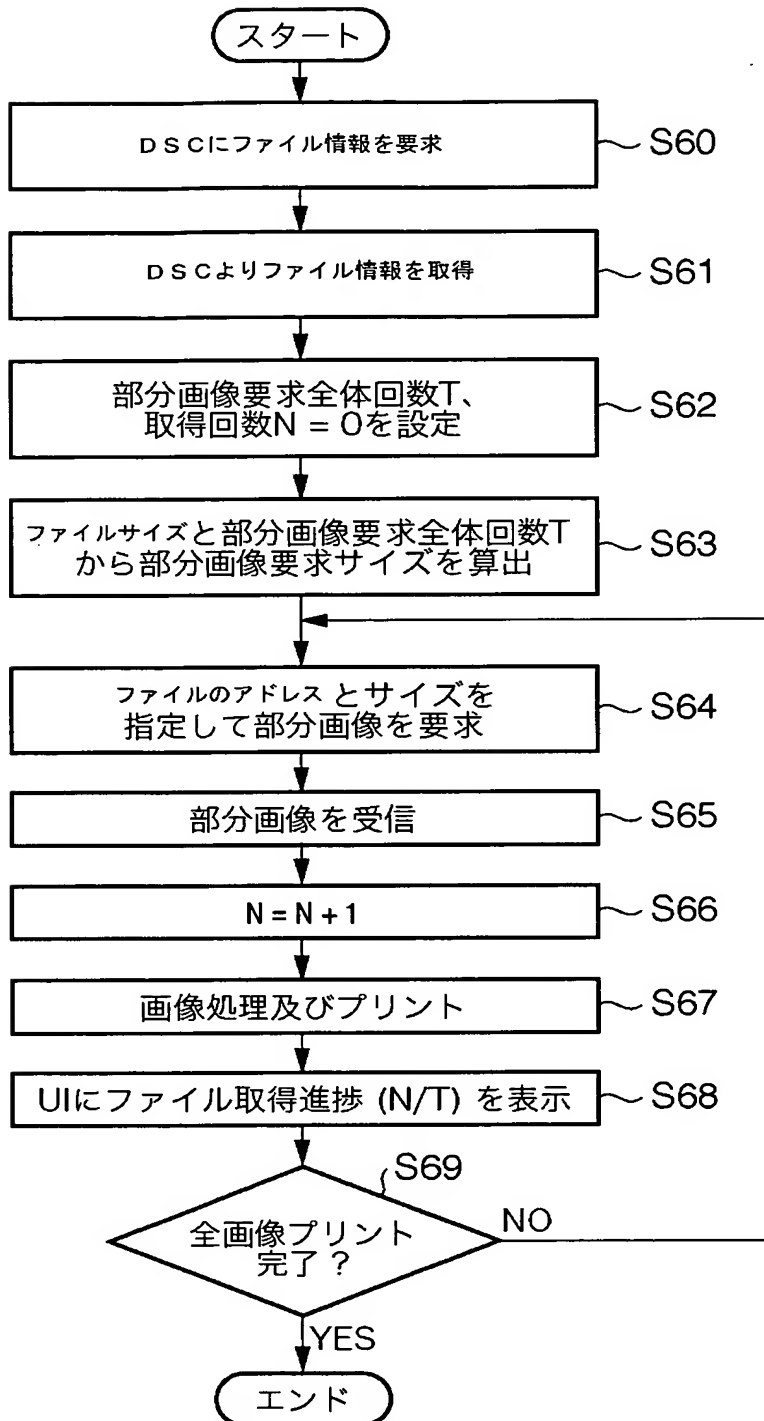 スタート
DSCにファイル情報を要求
S60
DSCよりファイル情報を取得
S61
部分画像要求全体回数T、
取得回数N = 0を設定
S62
ファイルサイズと部分画像要求全体回数T
から部分画像要求サイズを算出
S63
ファイルのアドレスとサイズを
指定して部分画像を要求
S64
部分画像を受信
S65
N = N + 1
S66
画像処理及びプリント
S67
UIにファイル取得進捗 (N/T) を表示
S68
S69
全画像プリント
完了？
NO
YES
エンド